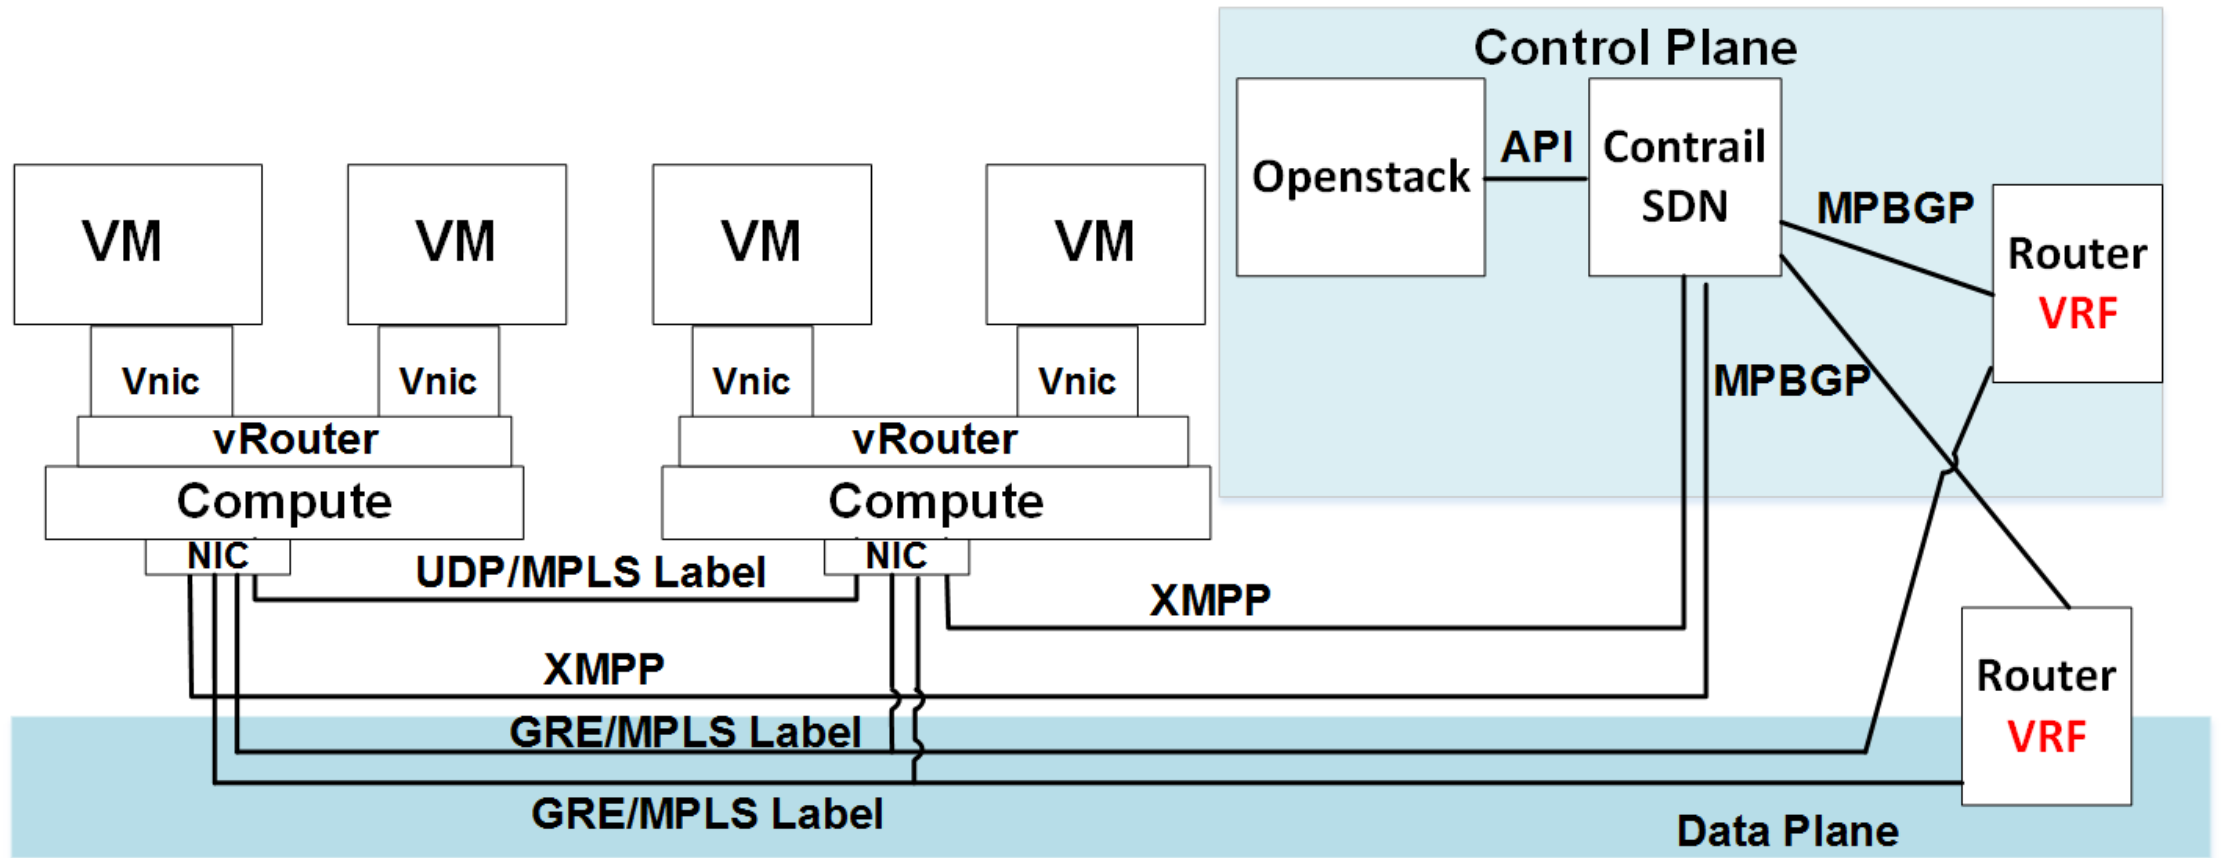 Control Plane
Openstack
API
Contrail
SDN
MPBGP
Router
VRF
MPBGP
VM
VM
VM
VM
Vnic
Vnic
Vnic
Vnic
vRouter
vRouter
Compute
Compute
NIC
NIC
UDP/MPLS Label
XMPP
XMPP
GRE/MPLS Label
GRE/MPLS Label
Router
VRF
Data Plane